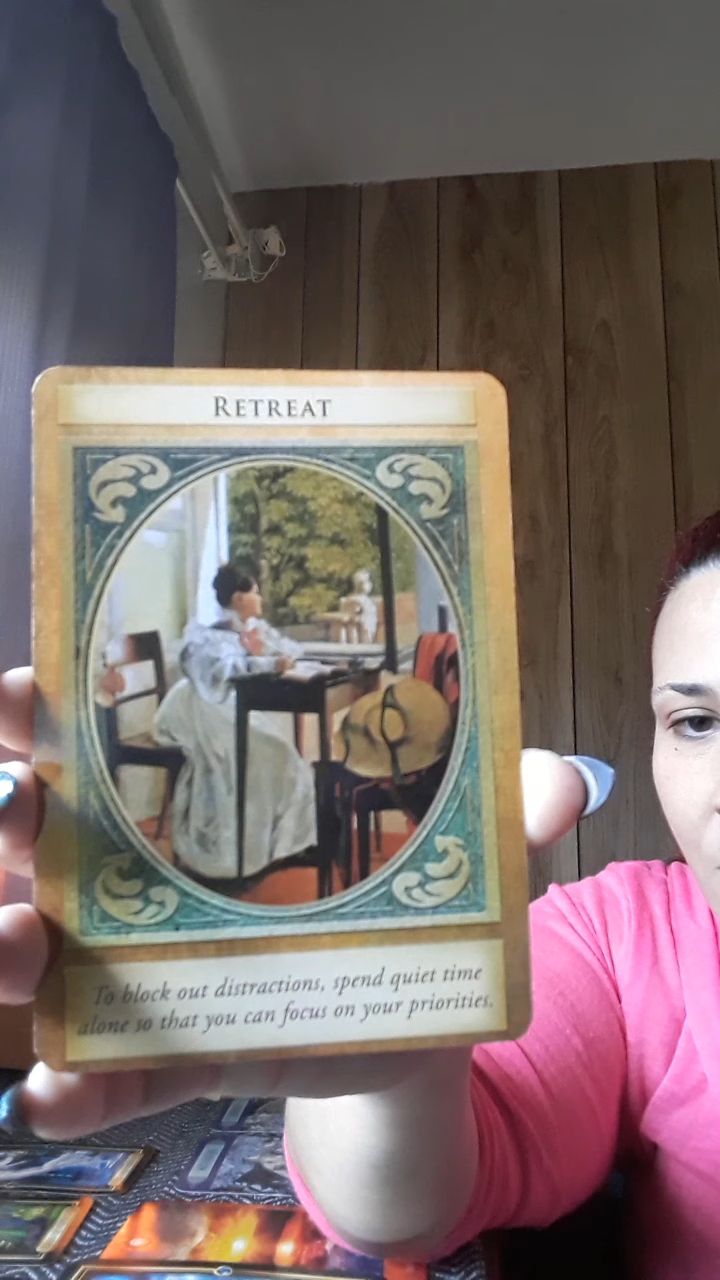 RETREAT
To block out distractions, spend quiet time
alone so that you can focus on your priorities.